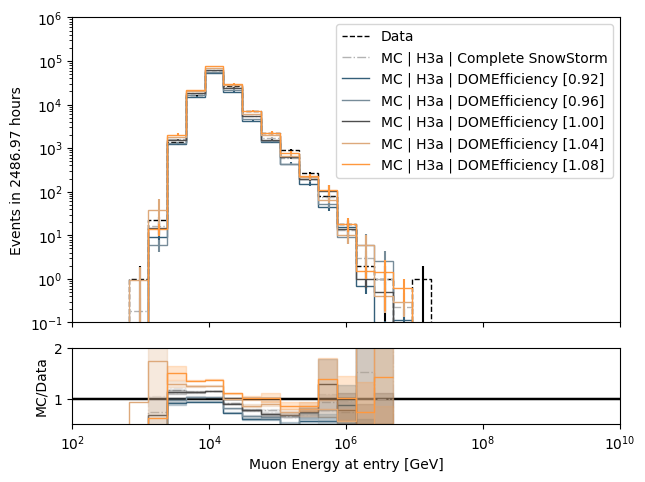 10⁶
10⁵
10⁴
10³
10²
10¹
10⁰
10⁻¹
Events in 2486.97 hours
Data
MC | H3a | Complete SnowStorm
MC | H3a | DOMEfficiency [0.92]
MC | H3a | DOMEfficiency [0.96]
MC | H3a | DOMEfficiency [1.00]
MC | H3a | DOMEfficiency [1.04]
MC | H3a | DOMEfficiency [1.08]
2
1
MC/Data
10² 10⁴ 10⁶ 10⁸ 10¹⁰
Muon Energy at entry [GeV]